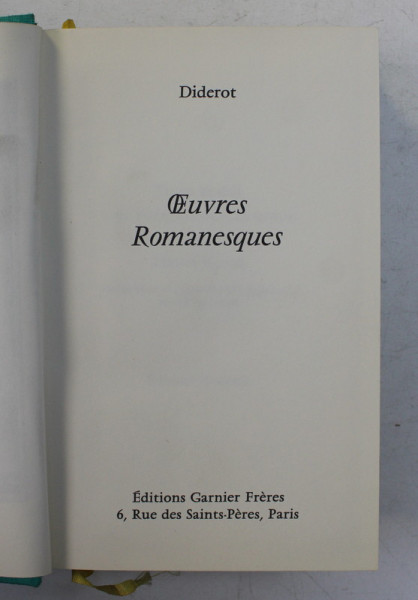 Diderot
Œuvres
Romanesques
Éditions Garnier Frères
6, Rue des Saints-Pères, Paris